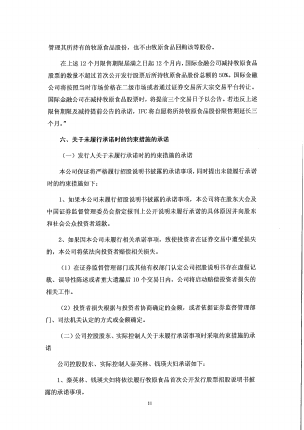 管理其所持有的牧原食品股份，也不由牧原食品回购该等股份。
在上述 12 个月限售期限届满之日起 12 个月内，国际金融公司减持牧原食品
股票的数量不超过首次公开发行股票后所持牧原食品股份总额的 50%。国际金融
公司将按照当时市场价格在二级市场或者通过证券交易所大宗交易平台转让。
国际金融公司在减持牧原食品股票时，将提前三个交易日予以公告。若违反上述
限售期限及减持提前公告的承诺，IFC 将自愿将所持牧原食品股份限售期延长三
个月。”
六、关于未履行承诺时的约束措施的承诺
（一）发行人关于未履行承诺时的约束措施的承诺
本公司保证将严格履行招股说明书披露的承诺事项，同时提出未能履行承诺
时的约束措施如下：
1、如果本公司未履行招股说明书披露的承诺事项，本公司将在股东大会及
中国证券监督管理委员会指定报刊上公开说明未履行承诺的具体原因并向股东
和社会公众投资者道歉。
2、如果因本公司未履行相关承诺事项，致使投资者在证券交易中遭受损失
的，本公司将依法向投资者赔偿相关损失。
（1）在证券监督管理部门或其他有权部门认定公司招股说明书存在虚假记
载、误导性陈述或者重大遗漏后 10 个交易日内，公司将启动赔偿投资者损失的
相关工作。
（2）投资者损失根据与投资者协商确定的金额，或者依据证券监督管理部
门、司法机关认定的方式或金额确定。
（二）公司控股股东、实际控制人关于未履行承诺事项时采取约束措施的承
诺
公司控股股东、实际控制人秦英林、钱瑛夫妇承诺如下：
1、秦英林、钱瑛夫妇将依法履行牧原食品首次公开发行股票招股说明书披
露的承诺事项。